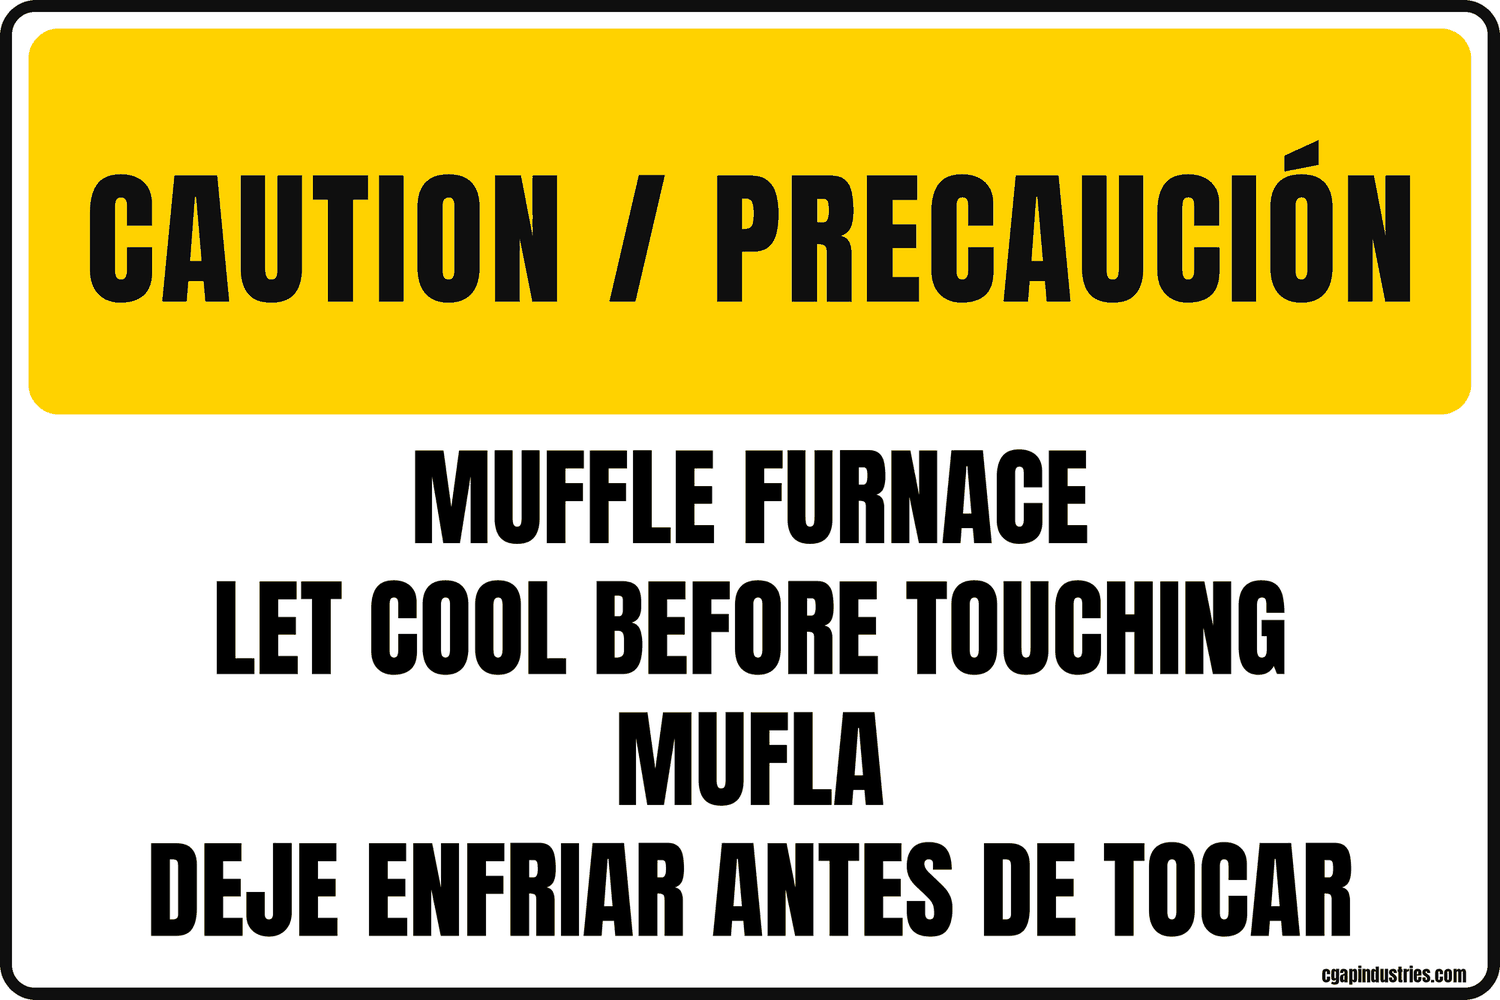 CAUTION / PRECAUCIÓN
MUFFLE FURNACE
LET COOL BEFORE TOUCHING
MUFLA
DEJE ENFRIAR ANTES DE TOCAR
cgapindustries.com